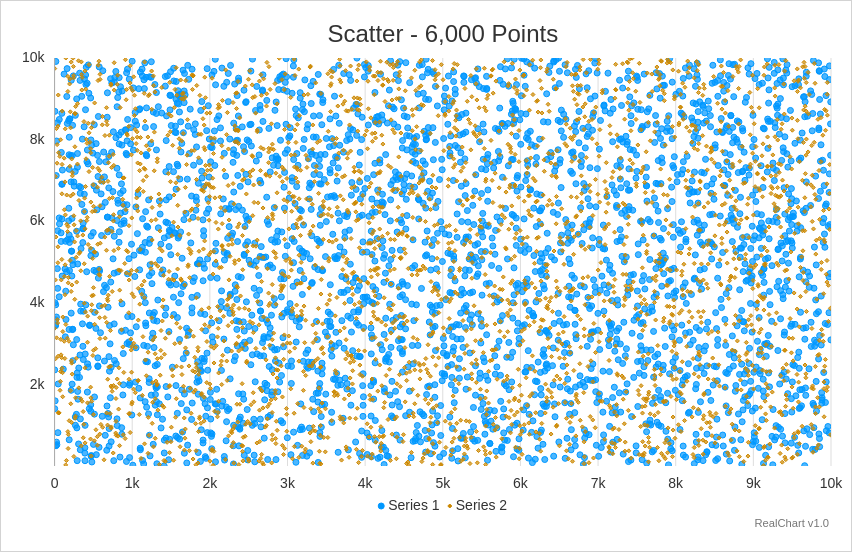 Scatter - 6,000 Points
10k
8k
6k
4k
2k
0 1k 2k 3k 4k 5k 6k 7k 8k 9k 10k
Series 1 Series 2
RealChart v1.0